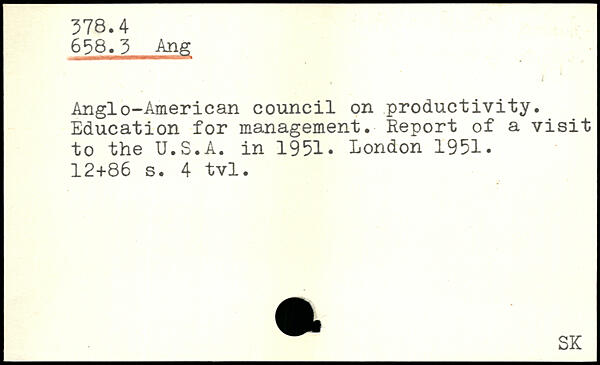 378.4
658.3 Ang
Anglo-American council on productivity.
Education for management. Report of a visit
to the U.S.A. in 1951. London 1951.
12+86 s. 4 tvl.
SK